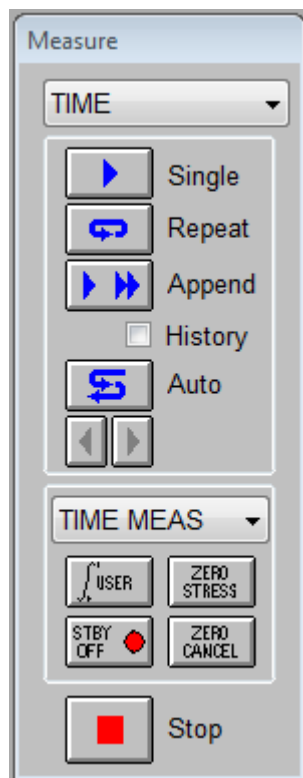 Measure
TIME
Single
Repeat
Append
History
Auto
TIME MEAS
USER
ZERO
STRESS
STBY
OFF
ZERO
CANCEL
Stop